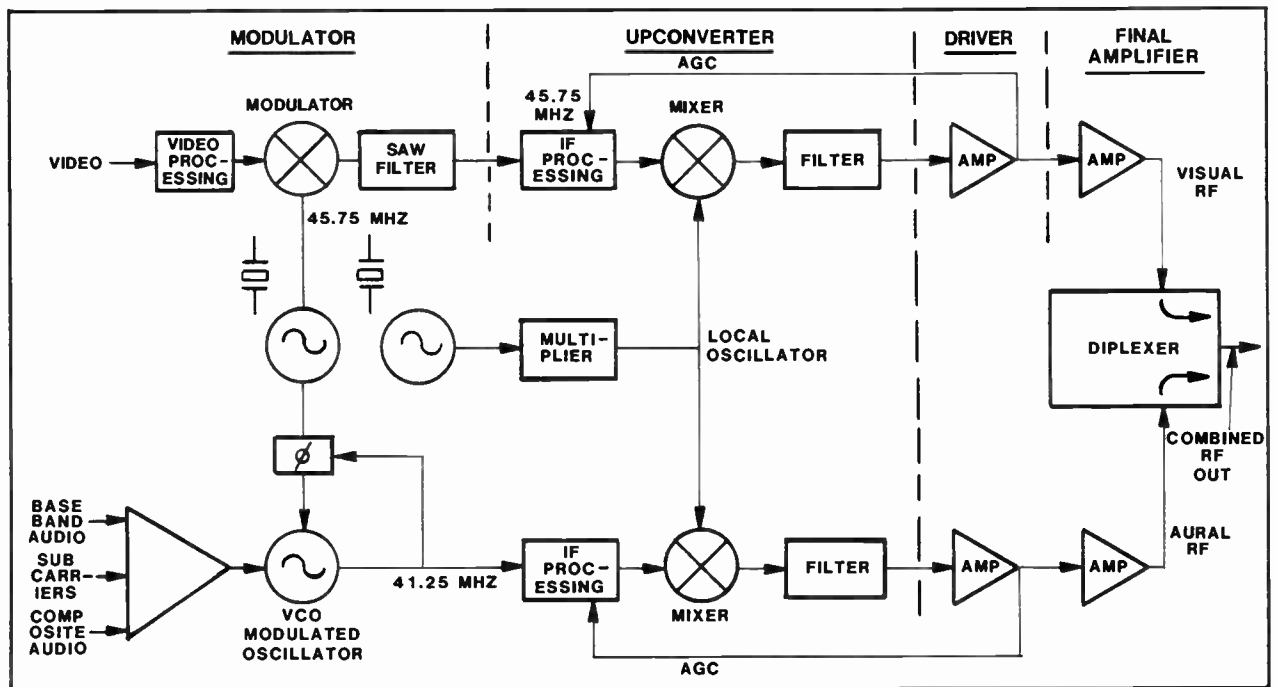 MODULATOR
UPCONVERTER
DRIVER
FINAL
AMPLIFIER
AGC
MODULATOR
45.75
MHZ
MIXER
VIDEO
VIDEO
PROC-
ESSING
SAW
FILTER
IF
PROC-
ESSING
FILTER
AMP
AMP
VISUAL
RF
45.75 MHZ
MULTI-
PLIER
LOCAL
OSCILLATOR
DIPLEXER
ø
COMBINED
RF
OUT
BASE
BAND
AUDIO
SUB
CARR-
IERS
COMP
OSITE
AUDIO
41.25 MHZ
VCO
MODULATED
OSCILLATOR
IF
PROC-
ESSING
MIXER
FILTER
AMP
AMP
AURAL
RF
AGC